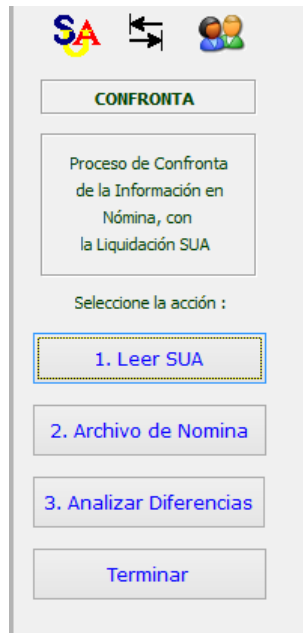 SUA
CONFRONTA
Proceso de Confronta
de la Información en
Nómina, con
la Liquidación SUA
Seleccione la acción :
1. Leer SUA
2. Archivo de Nomina
3. Analizar Diferencias
Terminar